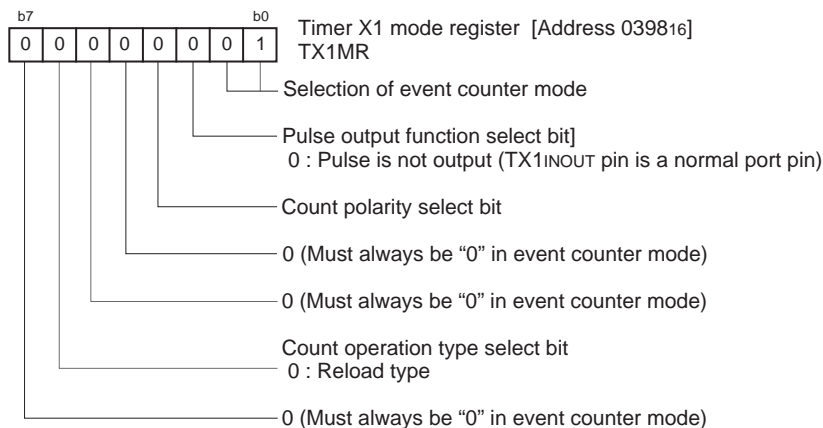 b7 b0
0 0 0 0 0 0 0 1
Timer X1 mode register [Address 039816]
TX1MR
Selection of event counter mode
Pulse output function select bit]
0 : Pulse is not output (TX1INOUT pin is a normal port pin)
Count polarity select bit
0 (Must always be “0” in event counter mode)
0 (Must always be “0” in event counter mode)
Count operation type select bit
0 : Reload type
0 (Must always be “0” in event counter mode)